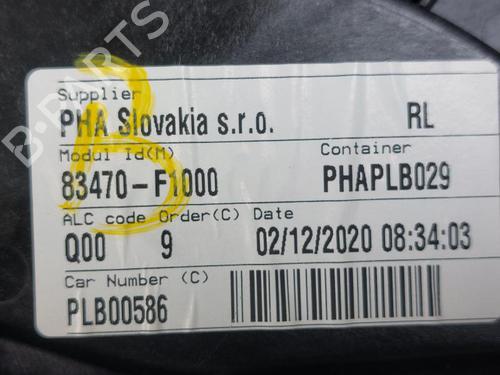 Supplier
PHA Slovakia s.r.o. RL
Modul Id(M) Container
83470-F1000 PHAPLB029
ALC code Order(C) Date
Q00 9 02/12/2020 08:34:03
Car Number (C)
PLB00586
B
B-PARTS